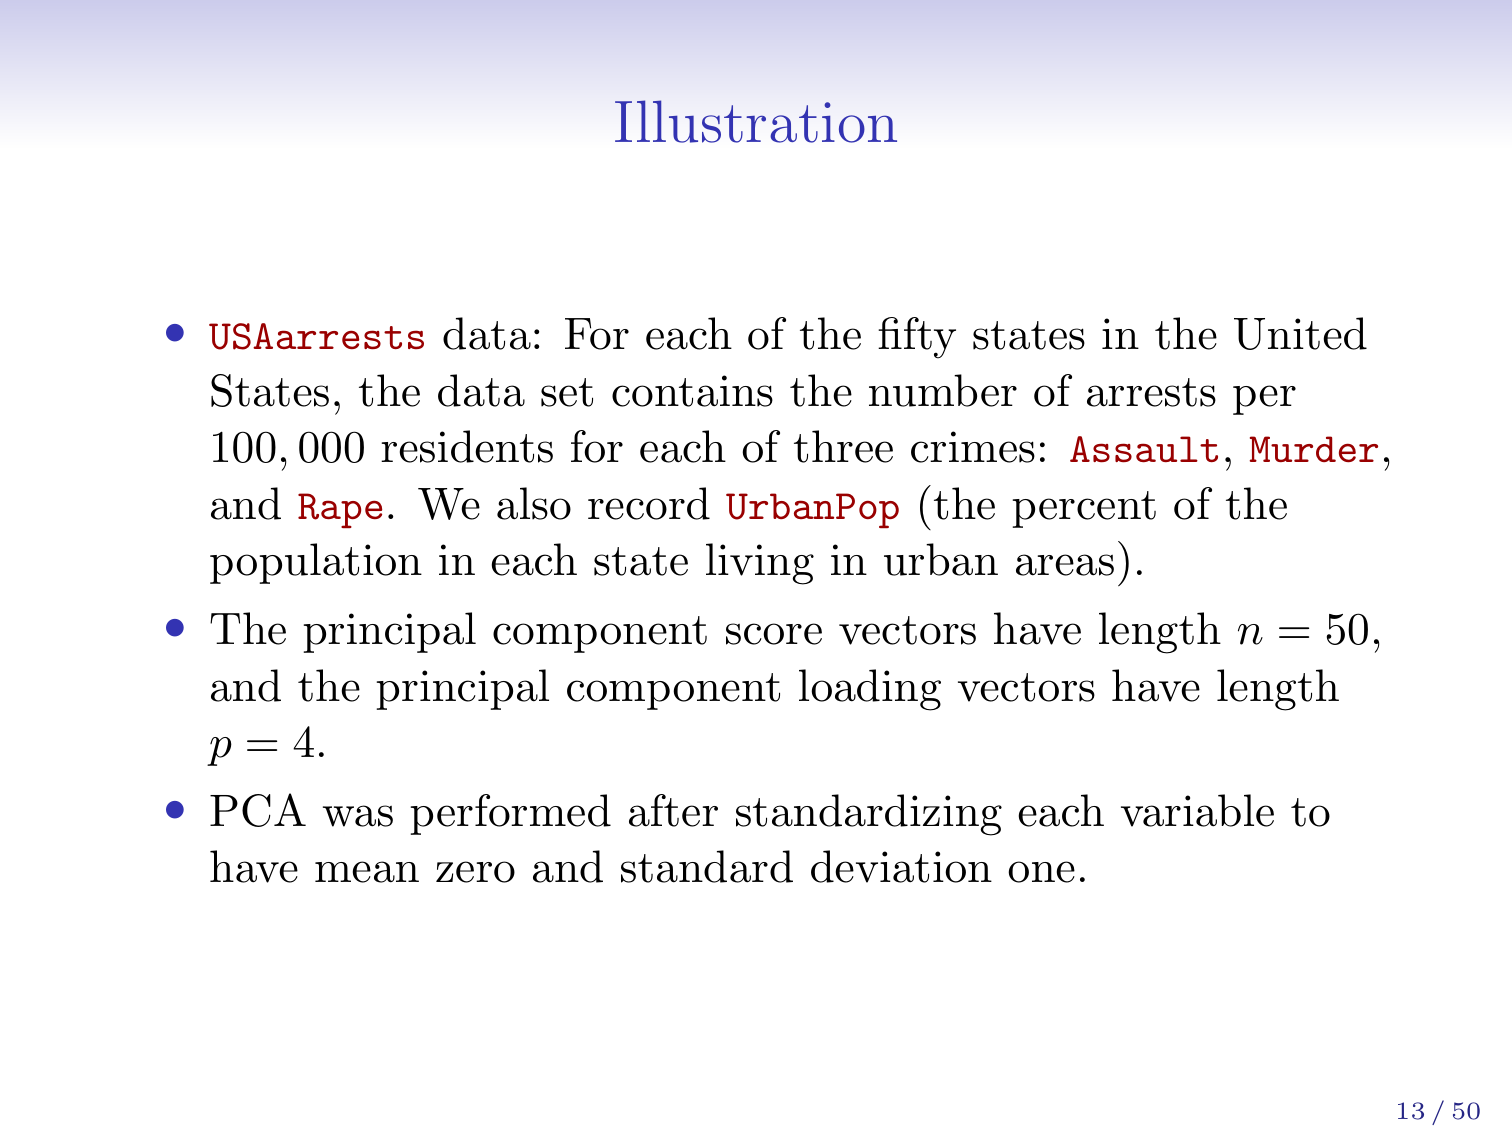 Illustration
• USAarrests data: For each of the fifty states in the United
States, the data set contains the number of arrests per
100, 000 residents for each of three crimes: Assault, Murder,
and Rape. We also record UrbanPop (the percent of the
population in each state living in urban areas).
• The principal component score vectors have length n = 50,
and the principal component loading vectors have length
p = 4.
• PCA was performed after standardizing each variable to
have mean zero and standard deviation one.
13 / 50